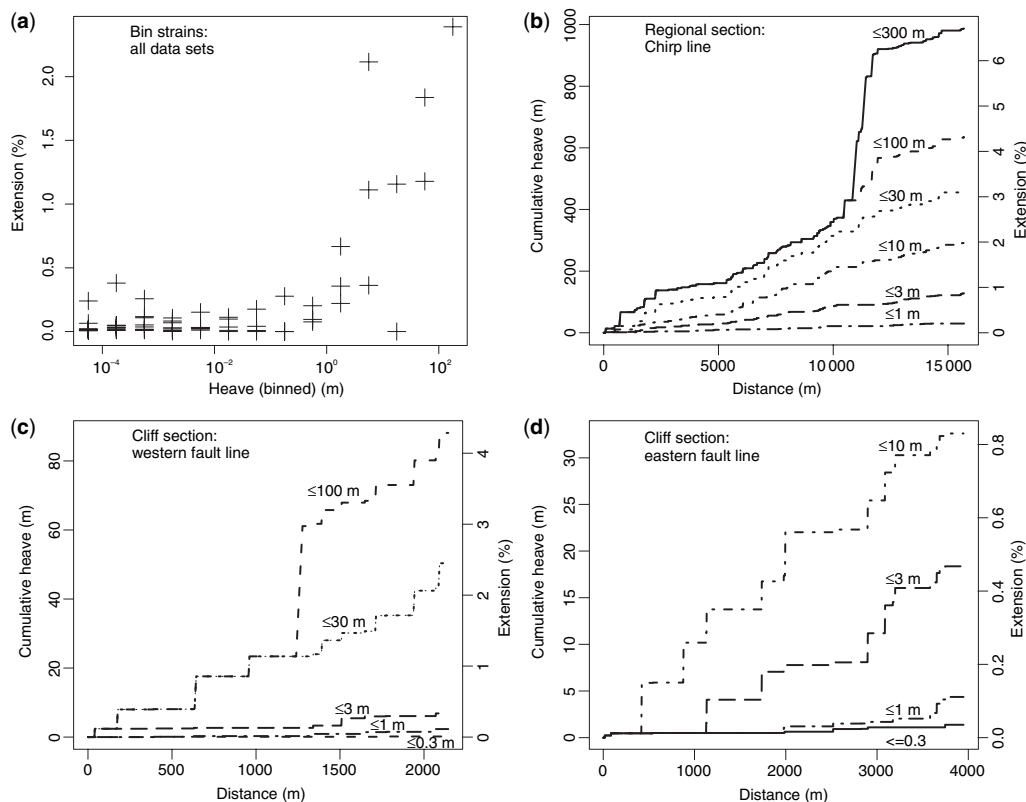 (a)
Bin strains:
all data sets
Extension (%)
2.0
1.5
1.0
0.5
0.0
10−4
10−2
100
102
Heave (binned) (m)
(b)
Regional section:
Chirp line
Cumulative heave (m)
1000
800
600
400
200
0
≤300 m
≤100 m
≤30 m
≤10 m
≤3 m
≤1 m
Extension (%)
6
5
4
3
2
1
0
0
5000
10 000
15 000
Distance (m)
(c)
Cliff section:
western fault line
Cumulative heave (m)
80
60
40
20
0
≤100 m
≤30 m
≤3 m
≤1 m
≤0.3 m
Extension (%)
4
3
2
1
0
0
500
1000
1500
2000
Distance (m)
(d)
Cliff section:
eastern fault line
Cumulative heave (m)
30
25
20
15
10
5
0
≤10 m
≤3 m
≤1 m
<=0.3
Extension (%)
0.8
0.6
0.4
0.2
0.0
0
1000
2000
3000
4000
Distance (m)